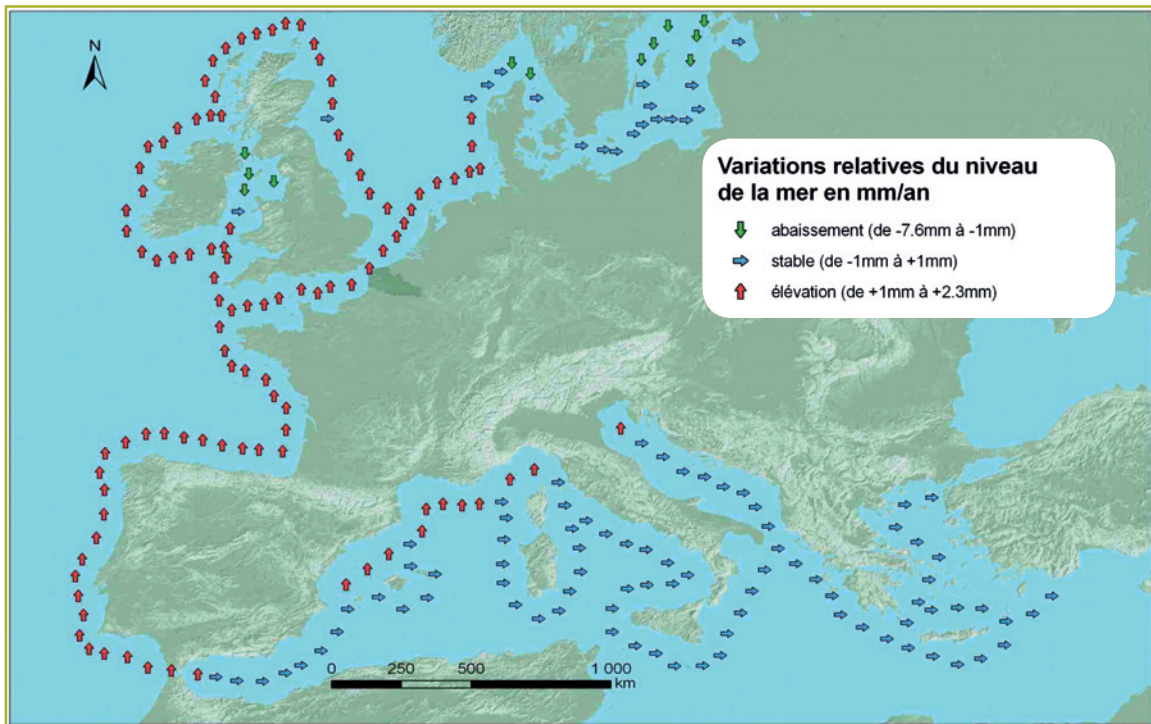 N
Variations relatives du niveau
de la mer en mm/an
abaissement (de -7.6mm à -1mm)
stable (de -1mm à +1mm)
élévation (de +1mm à +2.3mm)
0 250 500 1 000
km